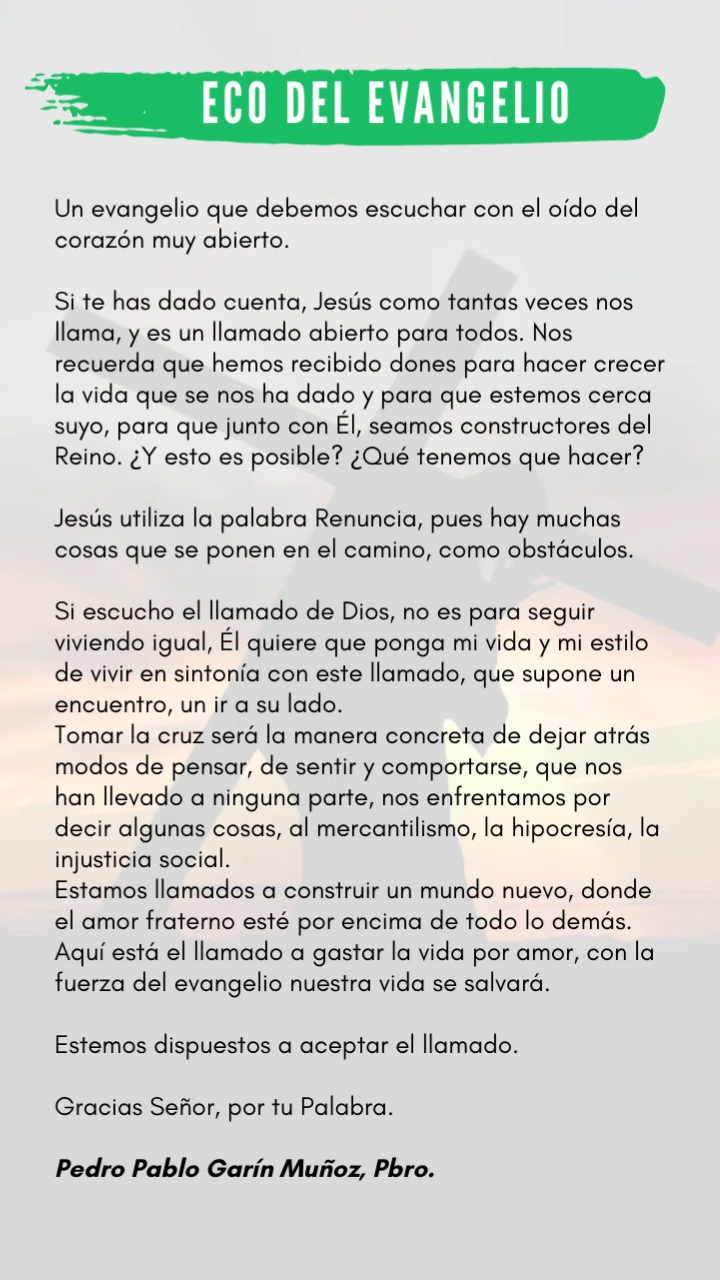 ECO DEL EVANGELIO
Un evangelio que debemos escuchar con el oído del
corazón muy abierto.
Si te has dado cuenta, Jesús como tantas veces nos
llama, y es un llamado abierto para todos. Nos
recuerda que hemos recibido dones para hacer crecer
la vida que se nos ha dado y para que estemos cerca
suyo, para que junto con Él, seamos constructores del
Reino. ¿Y esto es posible? ¿Qué tenemos que hacer?
Jesús utiliza la palabra Renuncia, pues hay muchas
cosas que se ponen en el camino, como obstáculos.
Si escucho el llamado de Dios, no es para seguir
viviendo igual, Él quiere que ponga mi vida y mi estilo
de vivir en sintonía con este llamado, que supone un
encuentro, un ir a su lado.
Tomar la cruz será la manera concreta de dejar atrás
modos de pensar, de sentir y comportarse, que nos
han llevado a ninguna parte, nos enfrentamos por
decir algunas cosas, al mercantilismo, la hipocresía, la
injusticia social.
Estamos llamados a construir un mundo nuevo, donde
el amor fraterno esté por encima de todo lo demás.
Aquí está el llamado a gastar la vida por amor, con la
fuerza del evangelio nuestra vida se salvará.
Estemos dispuestos a aceptar el llamado.
Gracias Señor, por tu Palabra.
Pedro Pablo Garín Muñoz, Pbro.